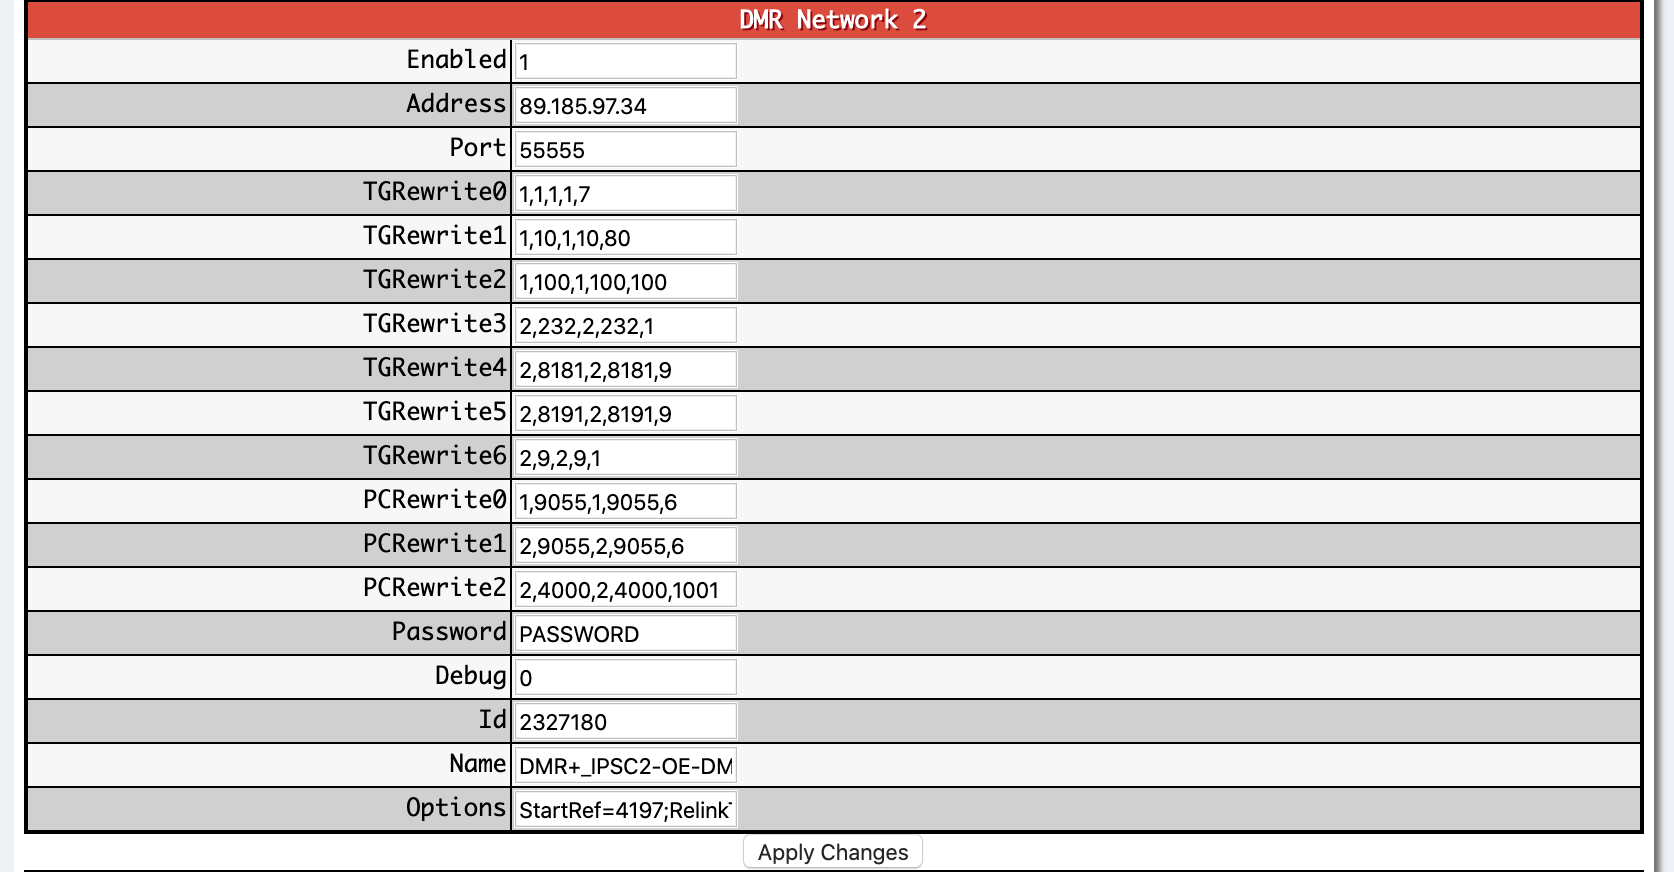 DMR Network 2
Enabled 1
Address 89.185.97.34
Port 55555
TGRewrite0 1,1,1,1,7
TGRewrite1 1,10,1,10,80
TGRewrite2 1,100,1,100,100
TGRewrite3 2,232,2,232,1
TGRewrite4 2,8181,2,8181,9
TGRewrite5 2,8191,2,8191,9
TGRewrite6 2,9,2,9,1
PCRewrite0 1,9055,1,9055,6
PCRewrite1 2,9055,2,9055,6
PCRewrite2 2,4000,2,4000,1001
Password PASSWORD
Debug 0
Id 2327180
Name DMR+_IPSC2-OE-DM
Options StartRef=4197;Relink
Apply Changes